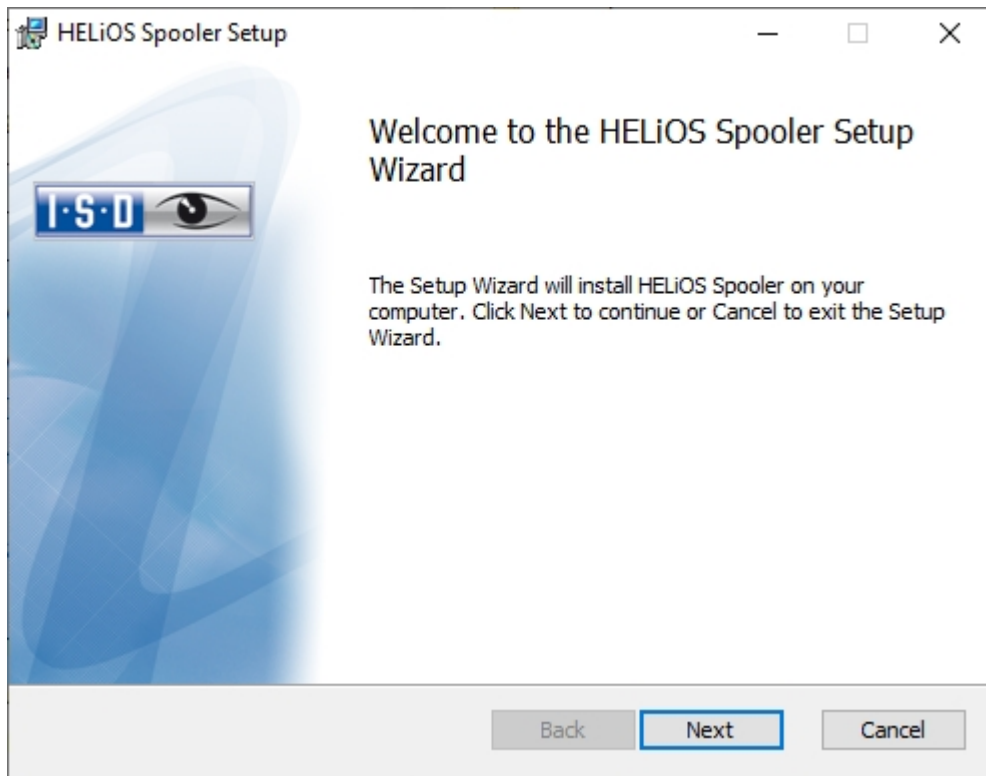 HELiOS Spooler Setup
Welcome to the HELiOS Spooler Setup
Wizard
I·S·D
The Setup Wizard will install HELiOS Spooler on your
computer. Click Next to continue or Cancel to exit the Setup
Wizard.
Back Next Cancel